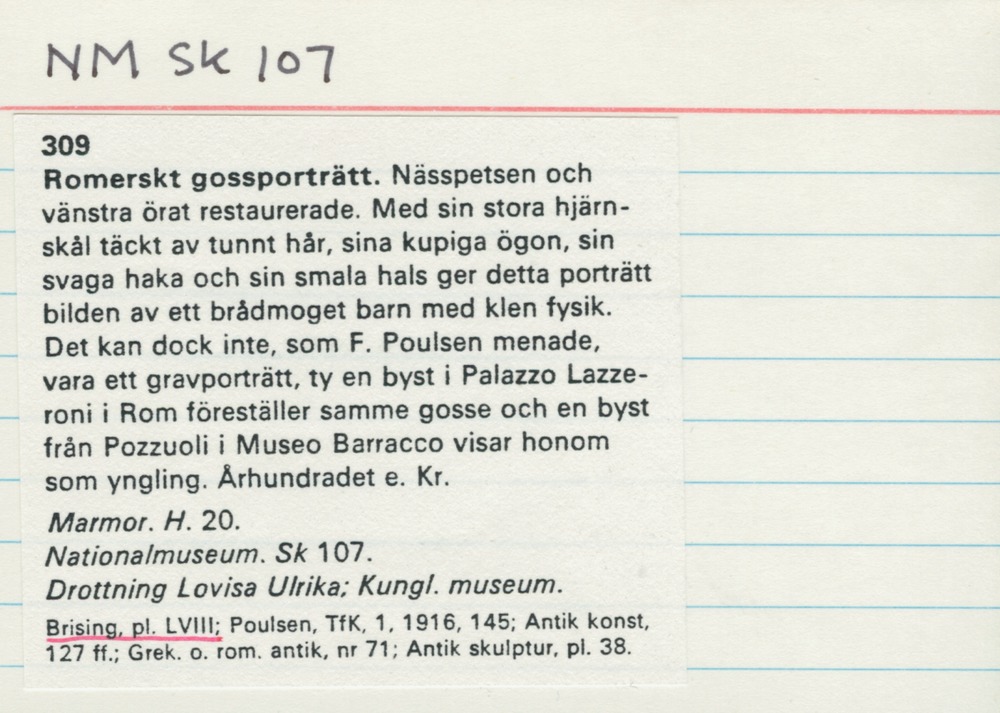 NM Sk 107
309
Romerskt gossporträtt. Nässpetsen och
vänstra örat restaurerade. Med sin stora hjärn-
skål täckt av tunnt hår, sina kupiga ögon, sin
svaga haka och sin smala hals ger detta porträtt
bilden av ett brådmoget barn med klen fysik.
Det kan dock inte, som F. Poulsen menade,
vara ett gravporträtt, ty en byst i Palazzo Lazze-
roni i Rom föreställer samme gosse och en byst
från Pozzuoli i Museo Barracco visar honom
som yngling. Århundradet e. Kr.
Marmor. H. 20.
Nationalmuseum. Sk 107.
Drottning Lovisa Ulrika; Kungl. museum.
Brising, pl. LVIII; Poulsen, TfK, 1, 1916, 145; Antik konst,
127 ff.; Grek. o. rom. antik, nr 71; Antik skulptur, pl. 38.